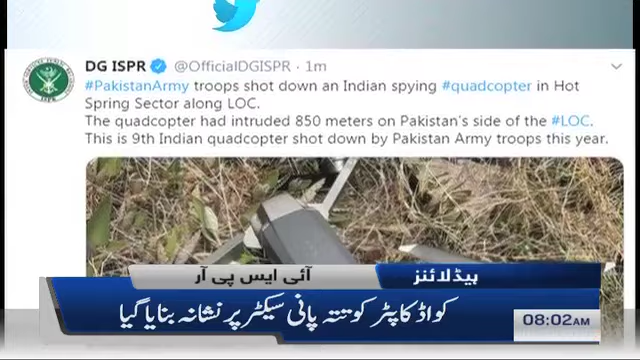 DG ISPR @OfficialDGISPR · 1m
#PakistanArmy troops shot down an Indian spying #quadcopter in Hot
Spring Sector along LOC.
The quadcopter had intruded 850 meters on Pakistan's side of the #LOC.
This is 9th Indian quadcopter shot down by Pakistan Army troops this year.
ہیڈلائنز
آئی ایس پی آر
کواڈ کاپٹر کو تتہ پانی سیکٹر پر نشانہ بنایا گیا
08:02AM